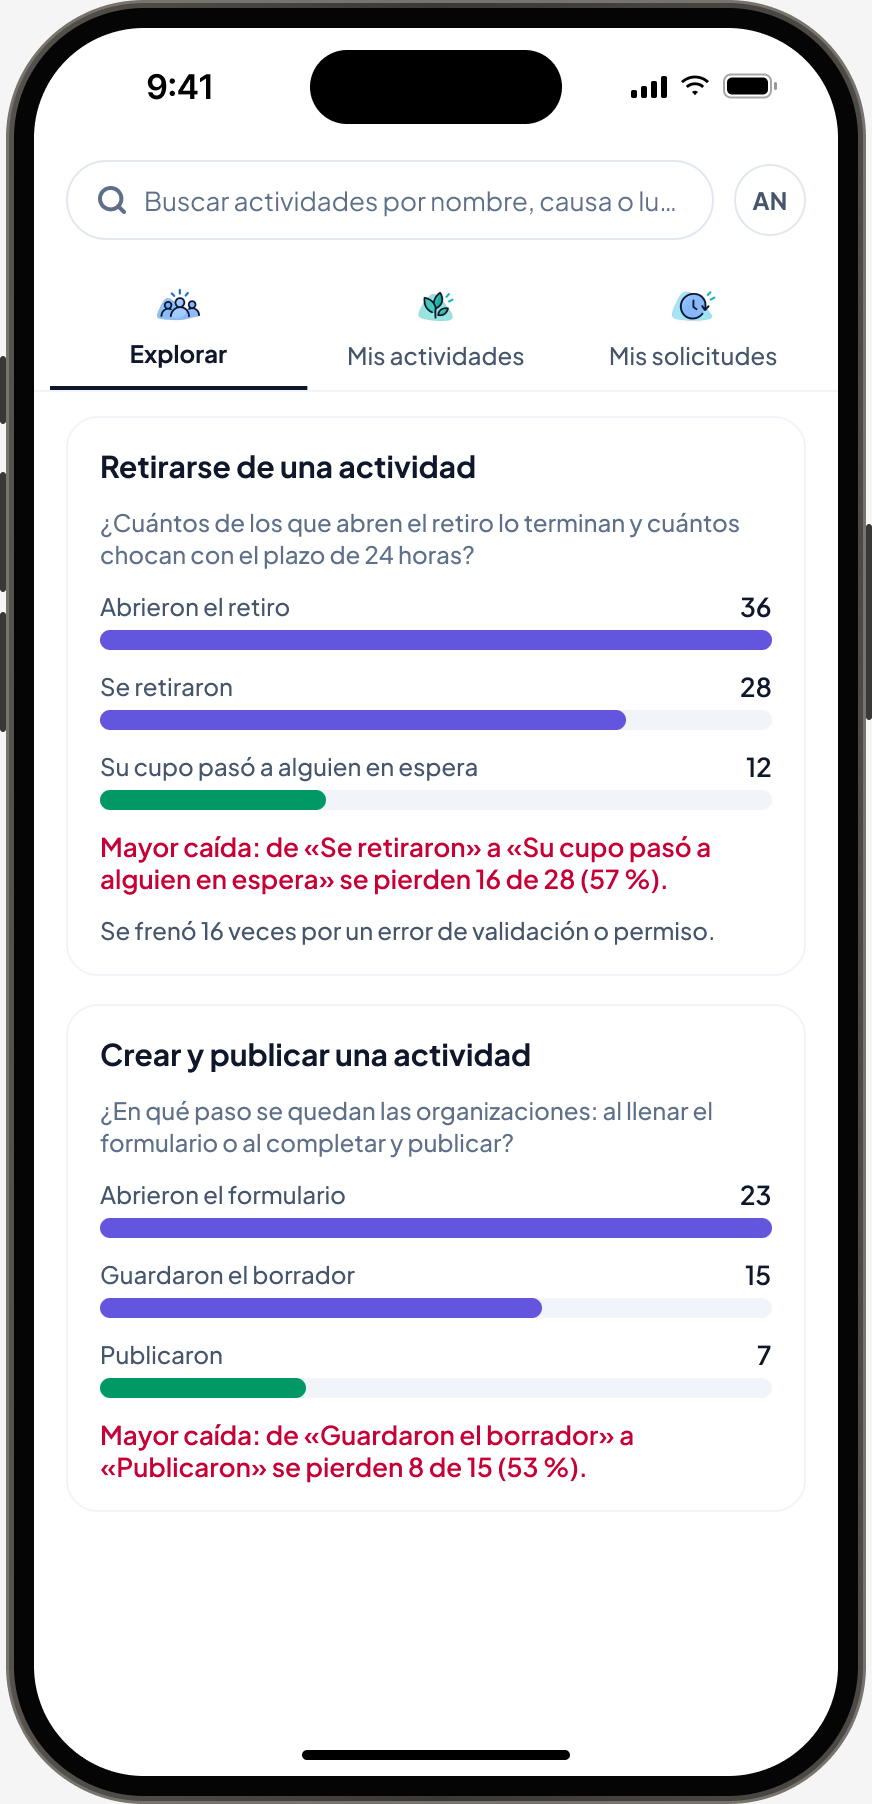 9:41
Buscar actividades por nombre, causa o lu...
AN
Explorar
Mis actividades
Mis solicitudes
Retirarse de una actividad
¿Cuántos de los que abren el retiro lo terminan y cuántos
chocan con el plazo de 24 horas?
Abrieron el retiro 36
Se retiraron 28
Su cupo pasó a alguien en espera 12
Mayor caída: de «Se retiraron» a «Su cupo pasó a
alguien en espera» se pierden 16 de 28 (57 %).
Se frenó 16 veces por un error de validación o permiso.
Crear y publicar una actividad
¿En qué paso se quedan las organizaciones: al llenar el
formulario o al completar y publicar?
Abrieron el formulario 23
Guardaron el borrador 15
Publicaron 7
Mayor caída: de «Guardaron el borrador» a
«Publicaron» se pierden 8 de 15 (53 %).